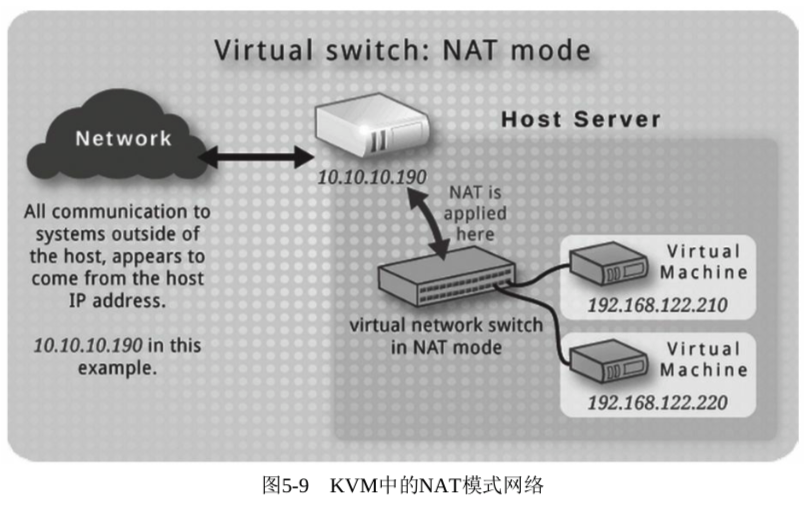 Virtual switch: NAT mode
Network
Host Server
10.10.10.190
NAT is
applied
here
All communication to
systems outside of
the host, appears to
come from the host
IP address.
10.10.10.190 in this
example.
virtual network switch
in NAT mode
Virtual
Machine
192.168.122.210
Virtual
Machine
192.168.122.220
图5-9 KVM中的NAT模式网络